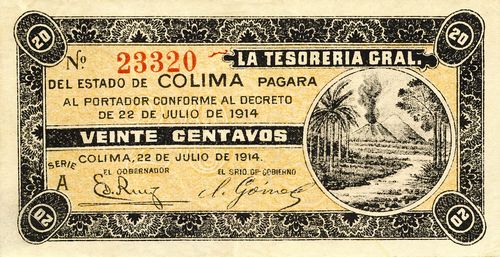 20
20
Nº 23320
LA TESORERIA GRAL.
DEL ESTADO DE COLIMA PAGARA
AL PORTADOR CONFORME AL DECRETO
DE 22 DE JULIO DE 1914
VEINTE CENTAVOS
SERIE
A
COLIMA, 22 DE JULIO DE 1914.
EL GOBERNADOR
EL SRIO. GP. GOBIERNO
E. D. Ruiz
20
20